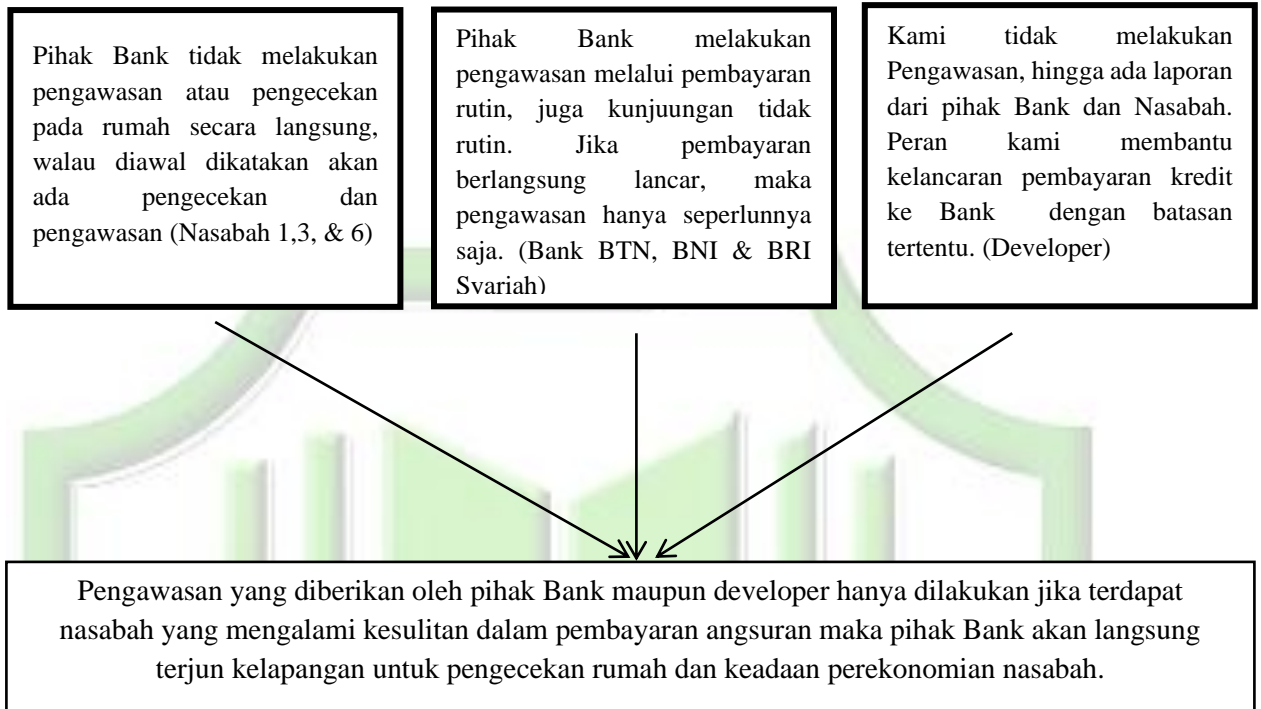 Pihak Bank tidak melakukan
pengawasan atau pengecekan
pada rumah secara langsung,
walau diawal dikatakan akan
ada pengecekan dan
pengawasan (Nasabah 1,3, & 6)
Pihak Bank melakukan
pengawasan melalui pembayaran
rutin, juga kunjuungan tidak
rutin. Jika pembayaran
berlangsung lancar, maka
pengawasan hanya seperlunnya
saja. (Bank BTN, BNI & BRI
Syariah)
Kami tidak melakukan
Pengawasan, hingga ada laporan
dari pihak Bank dan Nasabah.
Peran kami membantu
kelancaran pembayaran kredit
ke Bank dengan batasan
tertentu. (Developer)
Pengawasan yang diberikan oleh pihak Bank maupun developer hanya dilakukan jika terdapat
nasabah yang mengalami kesulitan dalam pembayaran angsuran maka pihak Bank akan langsung
terjun kelapangan untuk pengecekan rumah dan keadaan perekonomian nasabah.